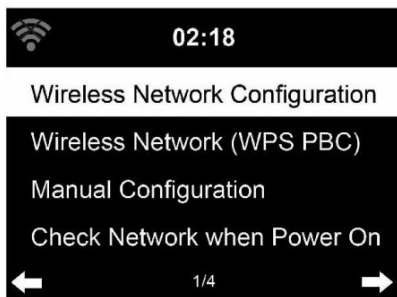 02:18
Wireless Network Configuration
Wireless Network (WPS PBC)
Manual Configuration
Check Network when Power On
1/4